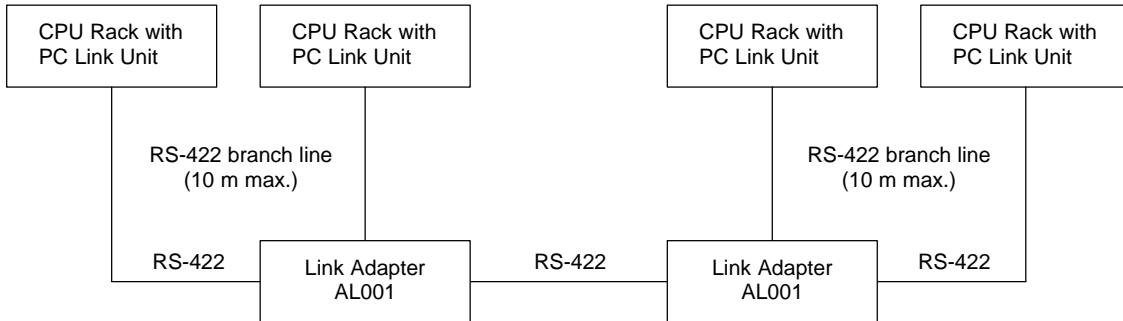 CPU Rack with
PC Link Unit
CPU Rack with
PC Link Unit
CPU Rack with
PC Link Unit
CPU Rack with
PC Link Unit
RS-422 branch line
(10 m max.)
RS-422 branch line
(10 m max.)
RS-422
Link Adapter
AL001
RS-422
Link Adapter
AL001
RS-422